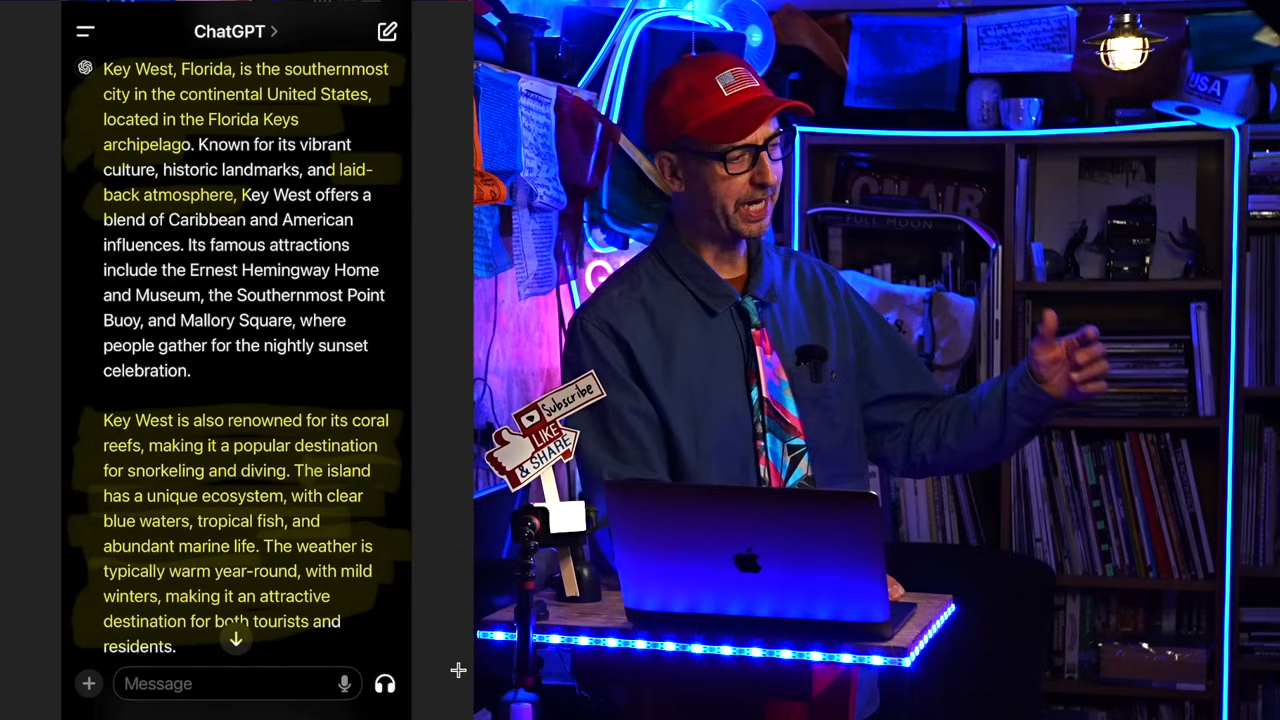 ChatGPT
Key West, Florida, is the southernmost
city in the continental United States,
located in the Florida Keys
archipelago. Known for its vibrant
culture, historic landmarks, and laid-
back atmosphere, Key West offers a
blend of Caribbean and American
influences. Its famous attractions
include the Ernest Hemingway Home
and Museum, the Southernmost Point
Buoy, and Mallory Square, where
people gather for the nightly sunset
celebration.
Key West is also renowned for its coral
reefs, making it a popular destination
for snorkeling and diving. The island
has a unique ecosystem, with clear
blue waters, tropical fish, and
abundant marine life. The weather is
typically warm year-round, with mild
winters, making it an attractive
destination for both tourists and
residents.
Message
Subscribe
LIKE
& SHARE
USA
ON AIR
FULL MOON